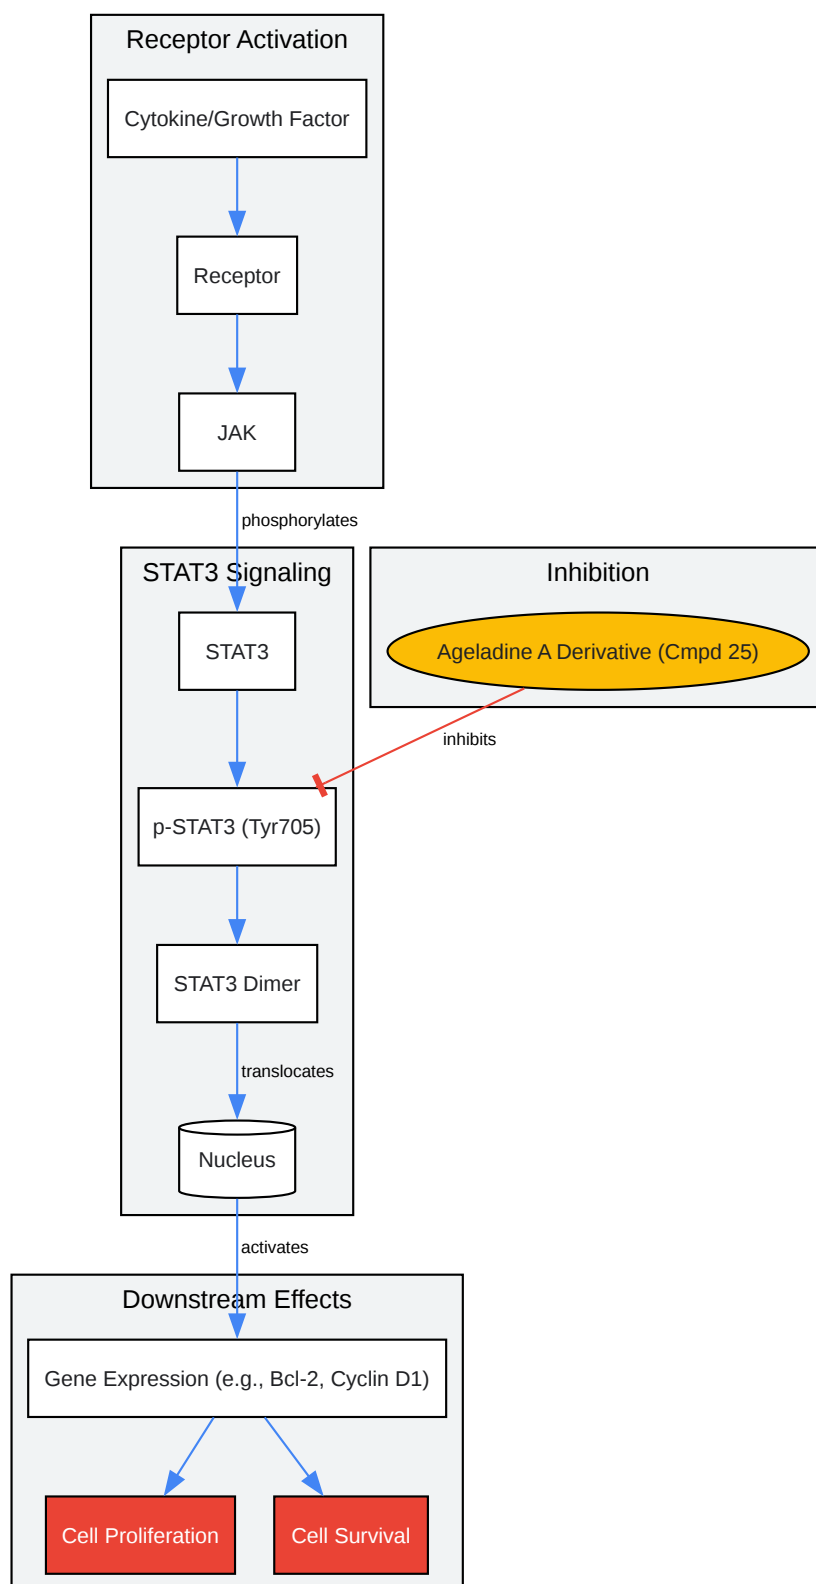 Receptor Activation
Cytokine/Growth Factor
Receptor
JAK
phosphorylates
STAT3 Signaling
Inhibition
STAT3
Ageladine A Derivative (Cmpd 25)
inhibits
p-STAT3 (Tyr705)
STAT3 Dimer
translocates
Nucleus
activates
Downstream Effects
Gene Expression (e.g., Bcl-2, Cyclin D1)
Cell Proliferation
Cell Survival